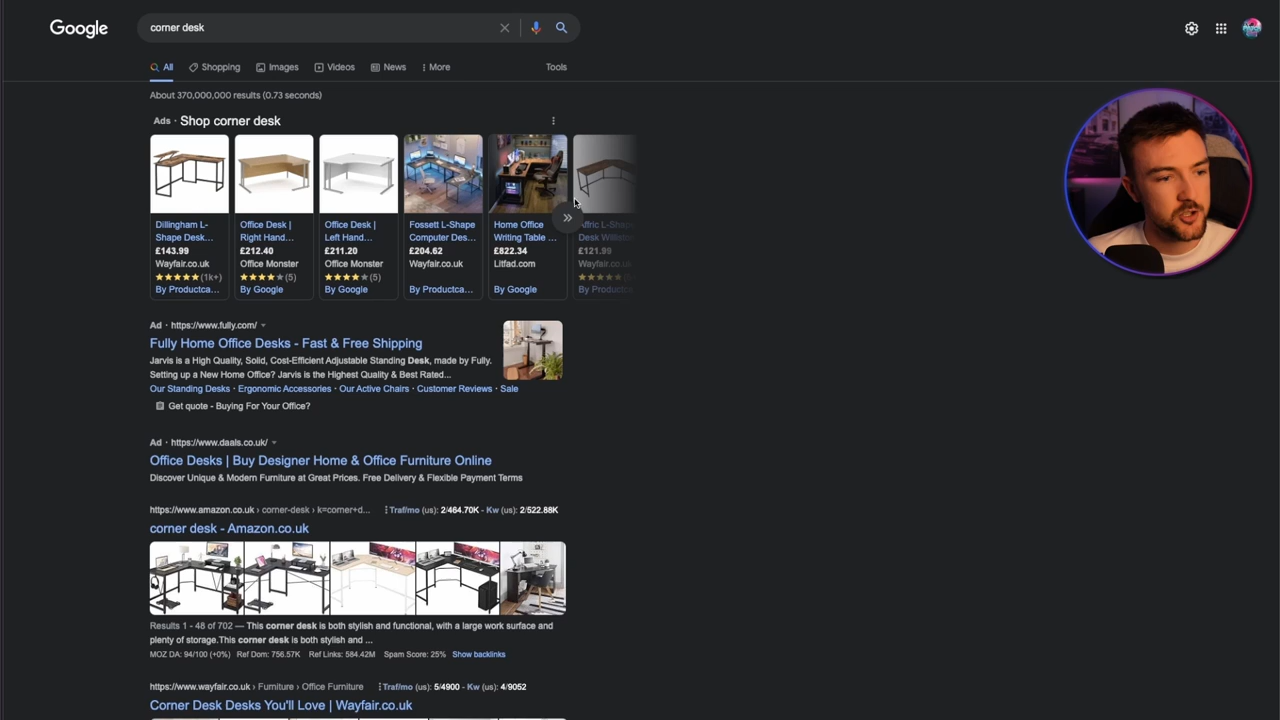 Google
corner desk
All
Shopping
Images
Videos
News
More
Tools
About 370,000,000 results (0.73 seconds)
Ads · Shop corner desk
Dillingham L-
Shape Desk...
£143.99
Wayfair.co.uk
(1k+)
By Productca...
Office Desk |
Right Hand...
£212.40
Office Monster
(5)
By Google
Office Desk |
Left Hand...
£211.20
Office Monster
(5)
By Google
Fossett L-Shape
Computer Des...
£204.62
Wayfair.co.uk
By Productca...
Home Office
Writing Table ...
£822.34
Litfad.com
By Google
Affric L-Shape
Desk
£121.99
Wayfair.co.uk
By Productca
Ad · https://www.fully.com/
Fully Home Office Desks - Fast & Free Shipping
Jarvis is a High Quality, Solid, Cost-Efficient Adjustable Standing Desk, made by Fully.
Setting up a New Home Office? Jarvis is the Highest Quality & Best Rated...
Our Standing Desks · Ergonomic Accessories · Our Active Chairs · Customer Reviews · Sale
Get quote - Buying For Your Office?
Ad · https://www.daals.co.uk/
Office Desks | Buy Designer Home & Office Furniture Online
Discover Unique & Modern Furniture at Great Prices. Free Delivery & Flexible Payment Terms
https://www.amazon.co.uk › corner-desk › k=corner+d... Traf/mo (us): 2/464.70K - Kw (us): 2/522.88K
corner desk - Amazon.co.uk
Results 1 - 48 of 702 — This corner desk is both stylish and functional, with a large work surface and
plenty of storage.This corner desk is both stylish and ...
MOZ DA: 94/100 (+0%) Ref Dom: 756.57K Ref Links: 584.42M Spam Score: 25% Show backlinks
https://www.wayfair.co.uk › Furniture › Office Furniture Traf/mo (us): 5/4900 - Kw (us): 4/9052
Corner Desk Desks You'll Love | Wayfair.co.uk